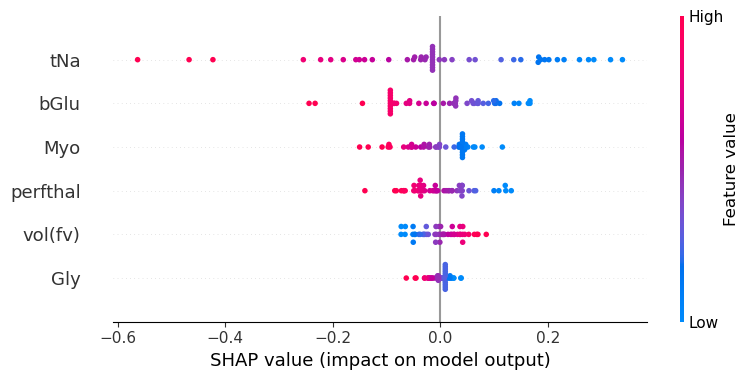 High
tNa
bGlu
Myo
perfthal
vol(fv)
Gly
Feature value
Low
−0.6 −0.4 −0.2 0.0 0.2
SHAP value (impact on model output)